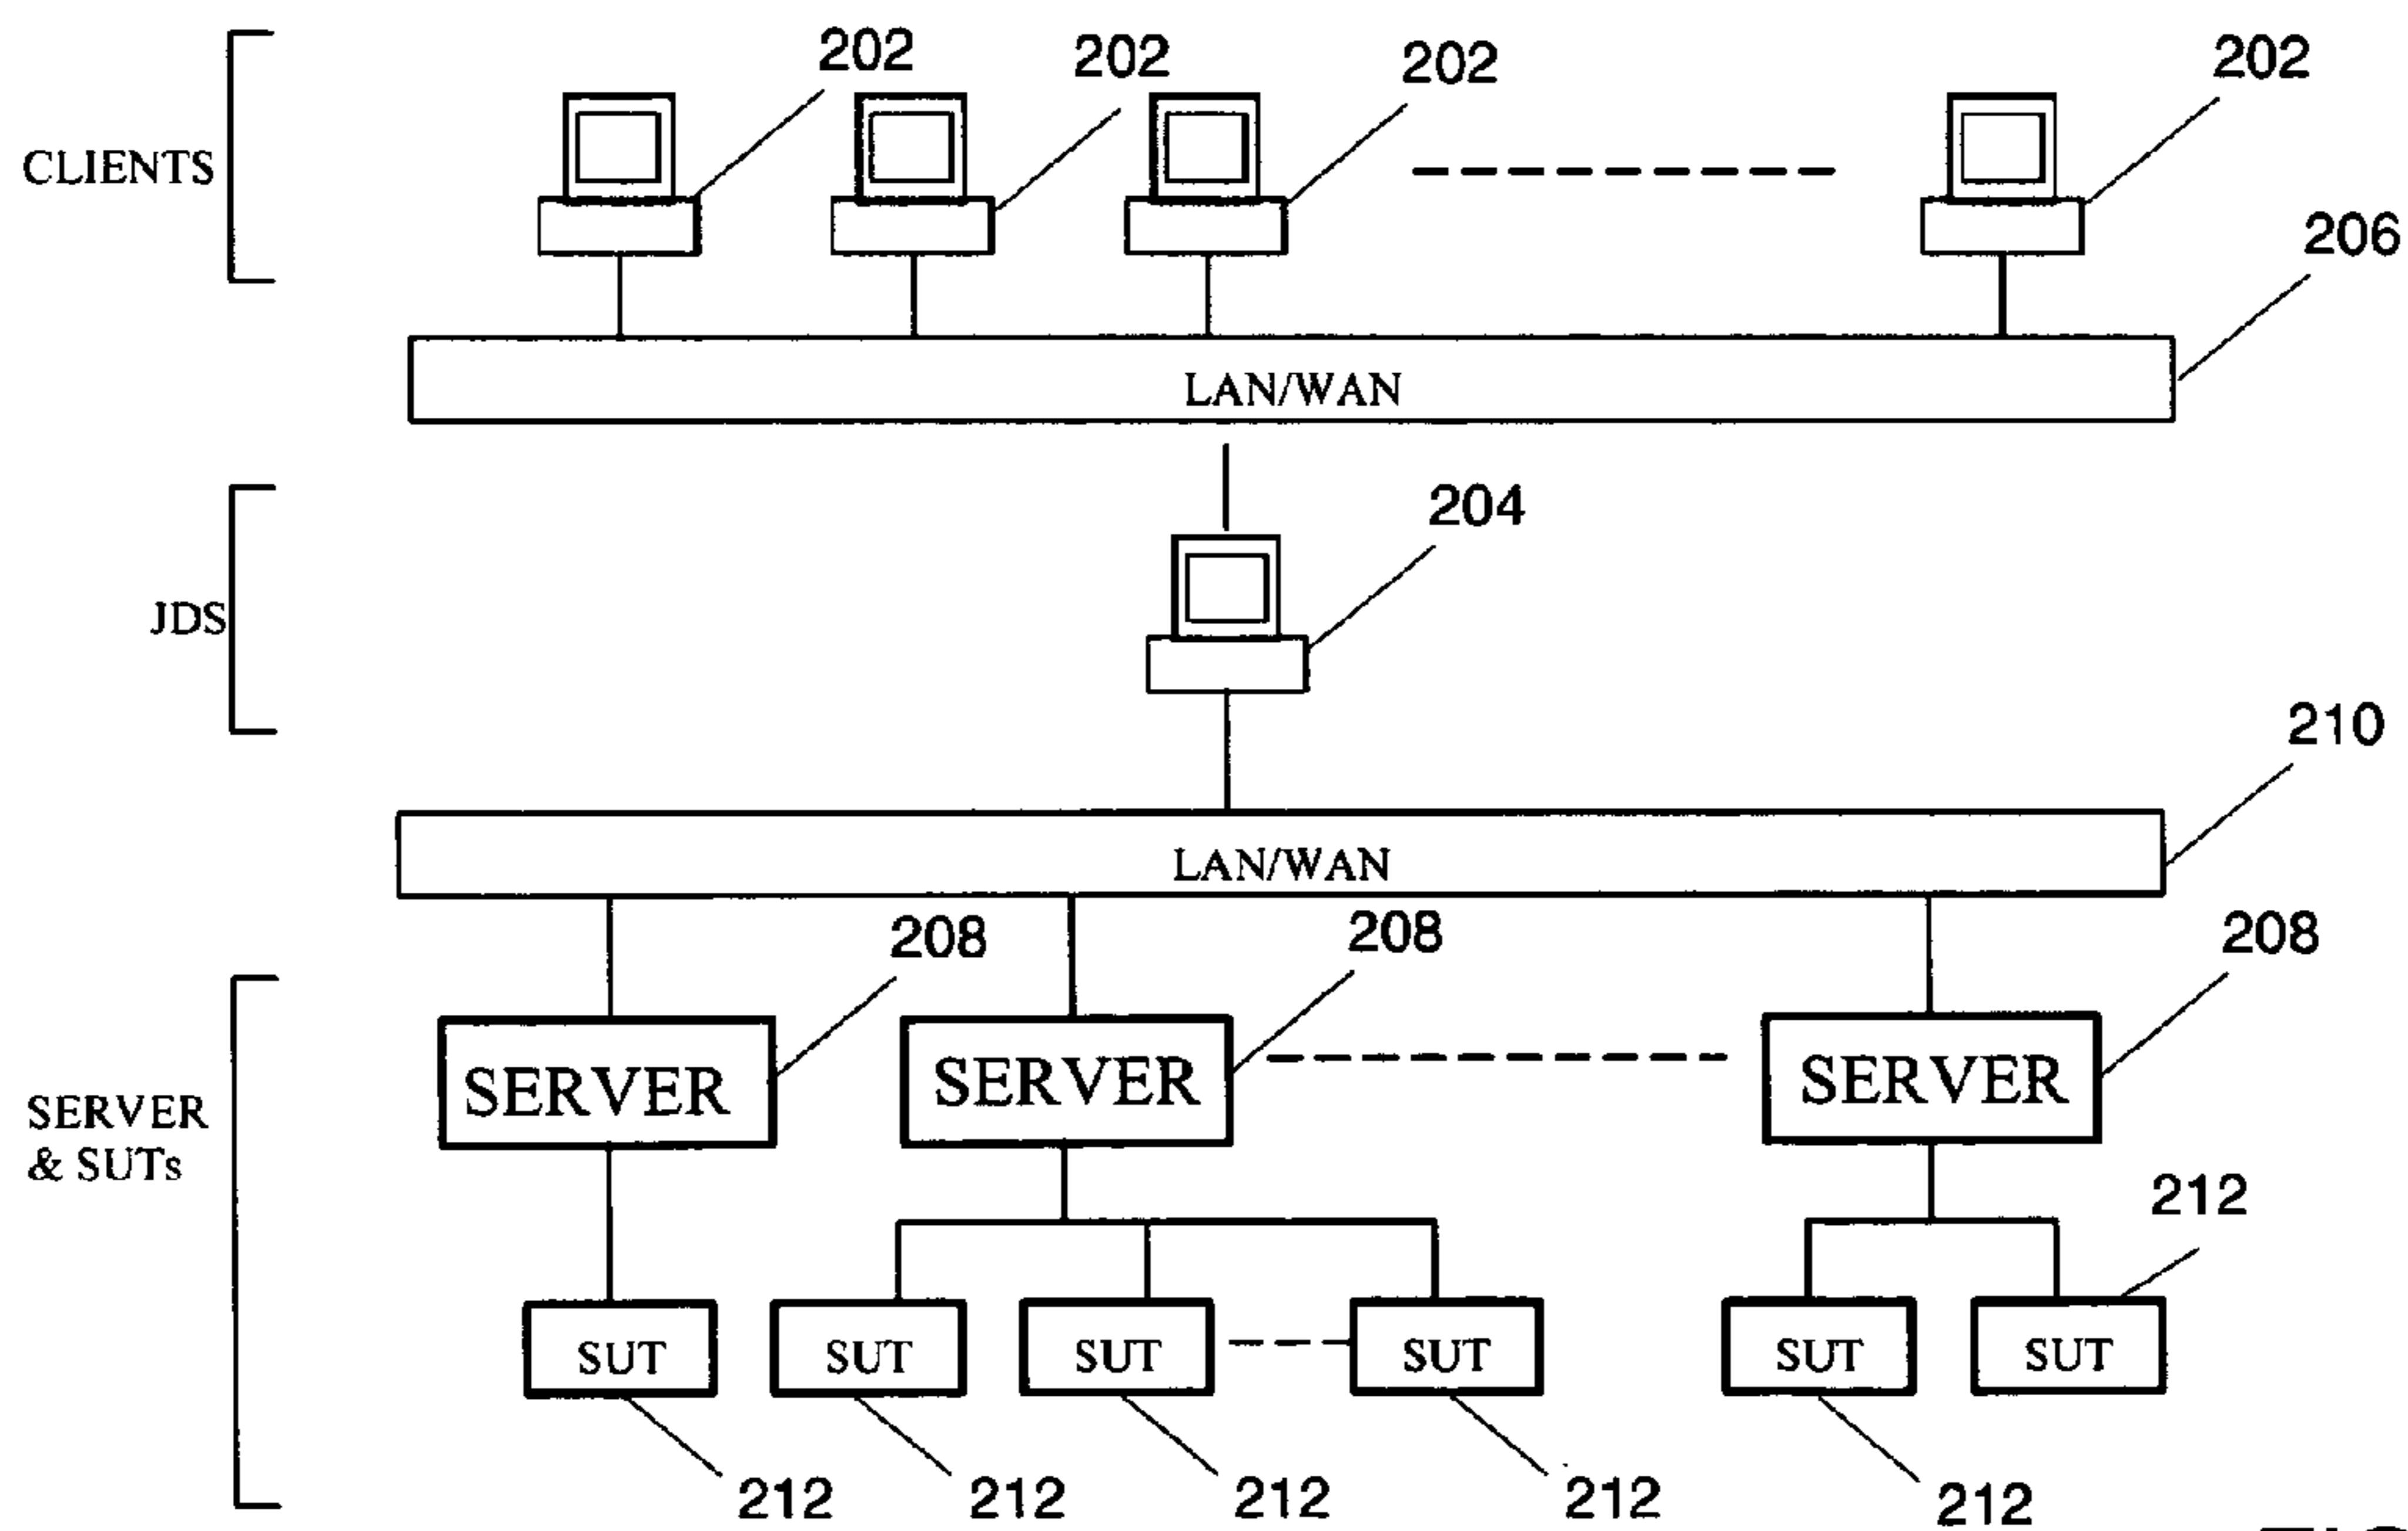 202 202 202 202
CLIENTS
206
LAN/WAN
204
JDS
210
LAN/WAN
208 208 208
SERVER SERVER SERVER
SERVER
& SUTs
212
SUT SUT SUT SUT SUT SUT
212 212 212 212 212